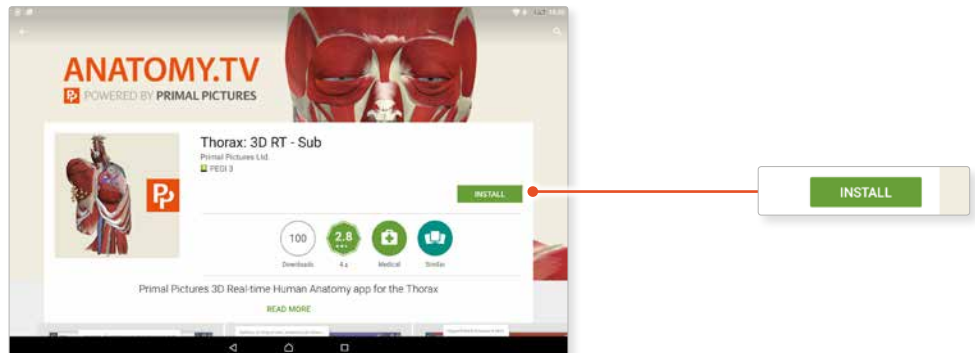 ANATOMY.TV
POWERED BY PRIMAL PICTURES
Thorax: 3D RT - Sub
Primal Pictures Ltd.
PEGI 3
INSTALL
INSTALL
100
2.8
Downloads
Medical
Similar
Primal Pictures 3D Real-time Human Anatomy app for the Thorax
READ MORE